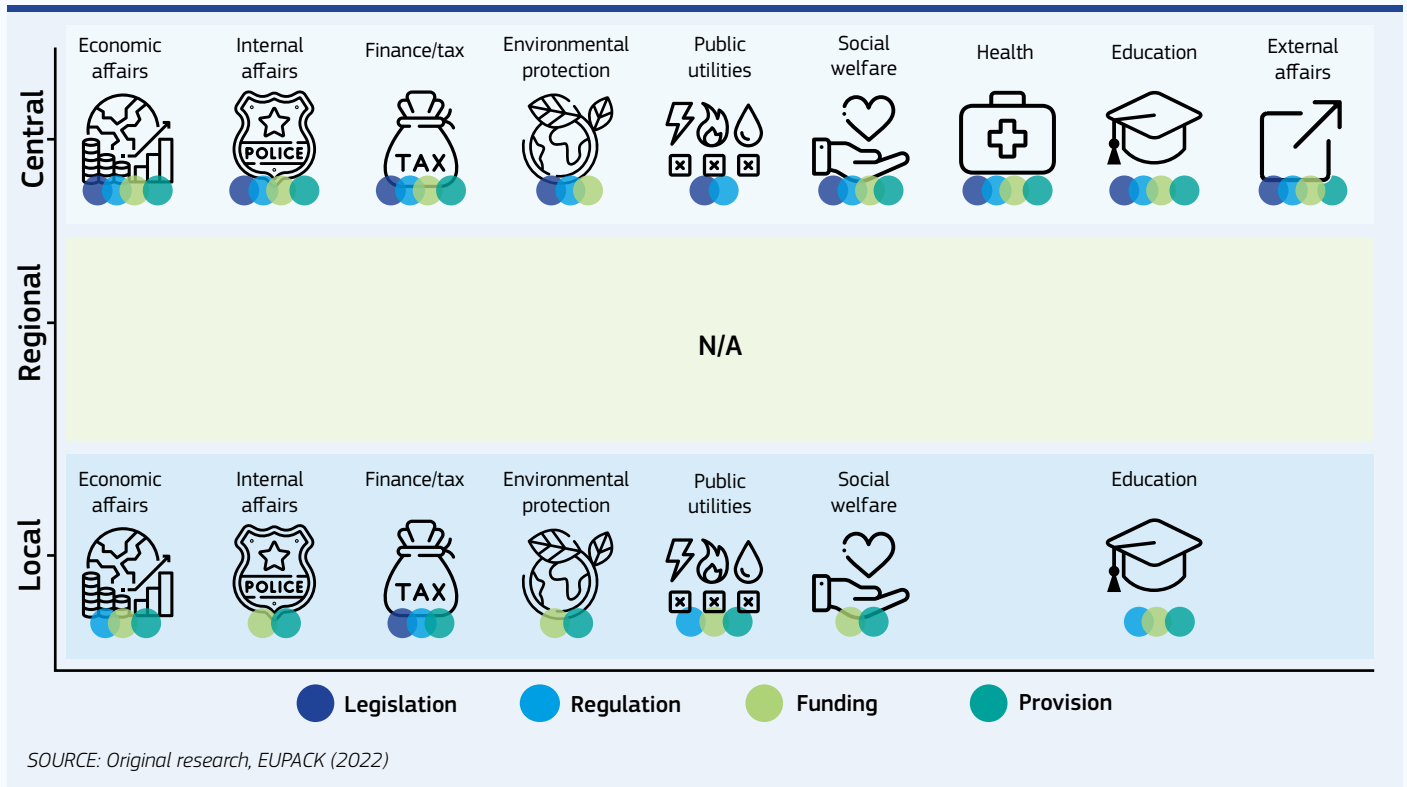 Central
Economic
affairs
Internal
affairs
Finance/tax
Environmental
protection
Public
utilities
Social
welfare
Health
Education
External
affairs
POLICE
TAX
Regional
N/A
Local
Economic
affairs
Internal
affairs
Finance/tax
Environmental
protection
Public
utilities
Social
welfare
Education
POLICE
TAX
Legislation
Regulation
Funding
Provision
SOURCE: Original research, EUPACK (2022)